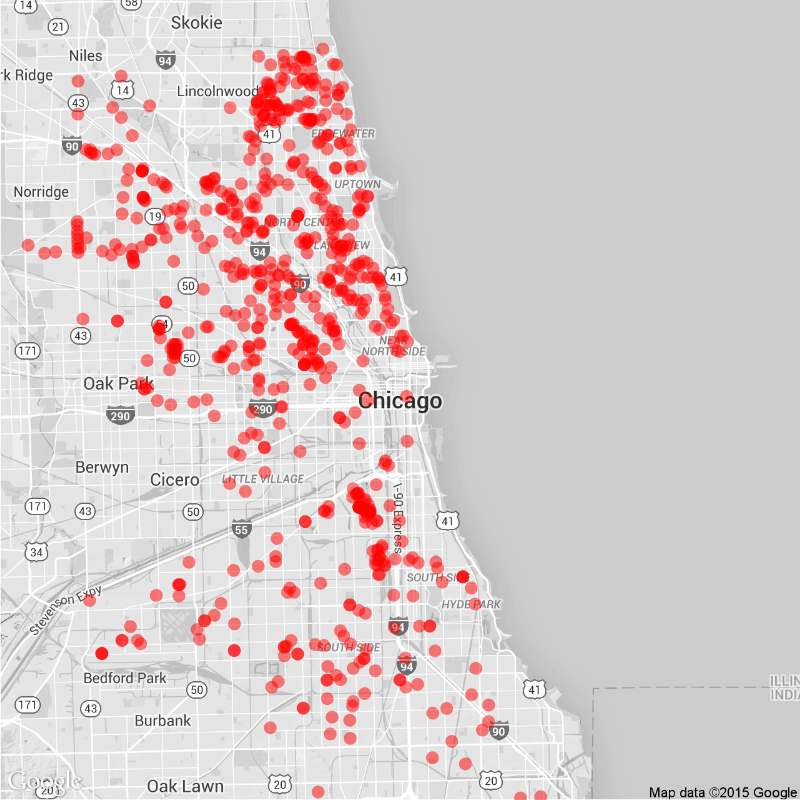 14
58
21
Skokie
Niles
94
rk Ridge
14
Lincolnwood
43
41
EDGEWATER
90
Norridge
UPTOWN
19
NORTH CENTER
94
LAKEVIEW
41
50
90
64
43
NEAR
NORTH SIDE
171
50
Oak Park
Chicago
290
290
Berwyn
Cicero
LITTLE VILLAGE
171
43
50
I-90 Express
41
55
34
SOUTH SIDE
Stevenson Expy
HYDE PARK
94
SOUTH SIDE
94
Bedford Park
ILLIN
INDIA
50
41
171
43
Burbank
90
Google
20
Oak Lawn
20
20
Map data ©2015 Google